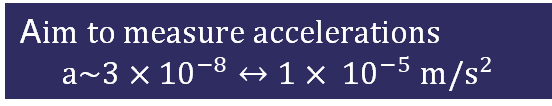 Aim to measure accelerations
a~3 × 10⁻⁸ ↔ 1 × 10⁻⁵ m/s²